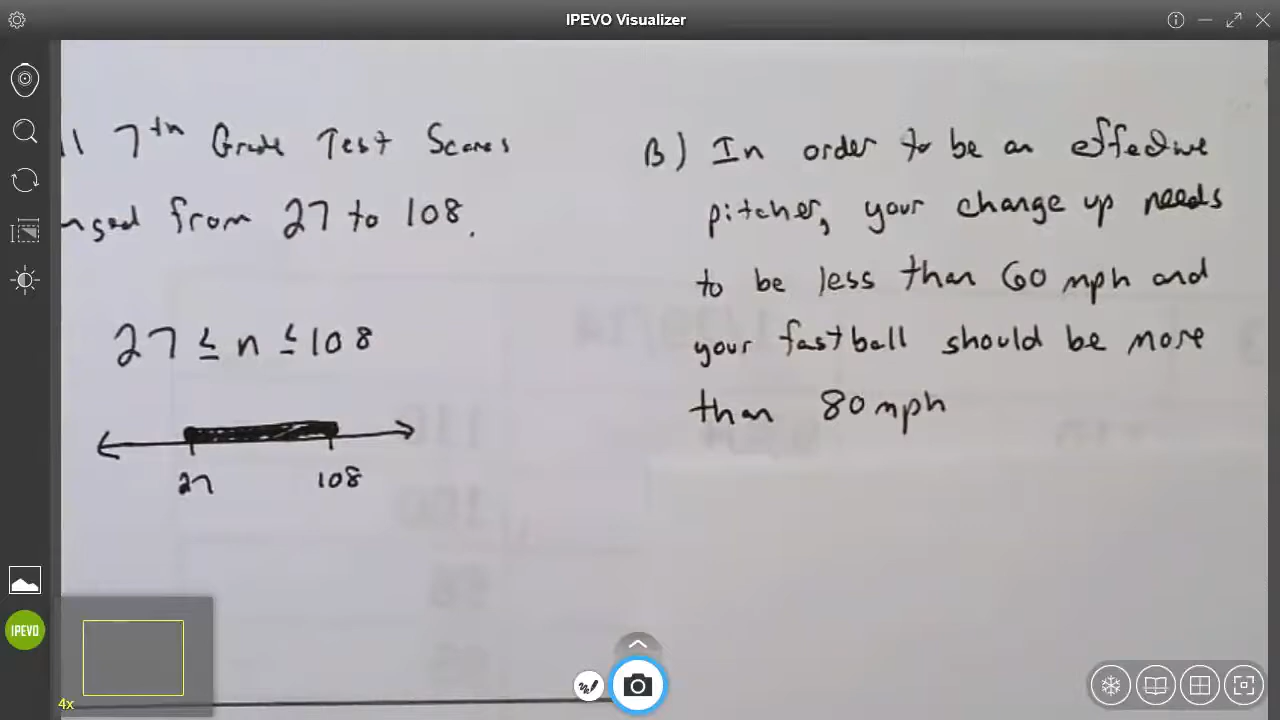 IPEVO Visualizer
7th Grade Test Scores
from 27 to 108.
27 ≤ n ≤ 108
27 108
B) In order to be an effective
pitcher, your change up needs
to be less than 60 mph and
your fastball should be more
than 80 mph
IPEVO
4x